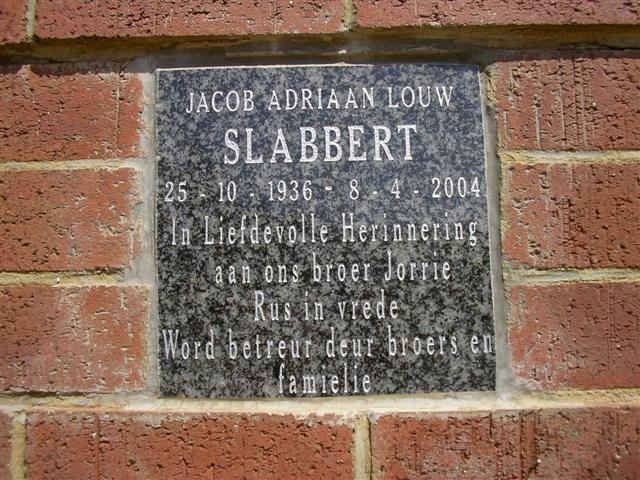 JACOB ADRIAAN LOUW
SLABBERT
25 - 10 - 1936 - 8 - 4 - 2004
In Liefdevolle Herinnering
aan ons broer Jorrie
Rus in vrede
Word betreur deur broers en
famielie